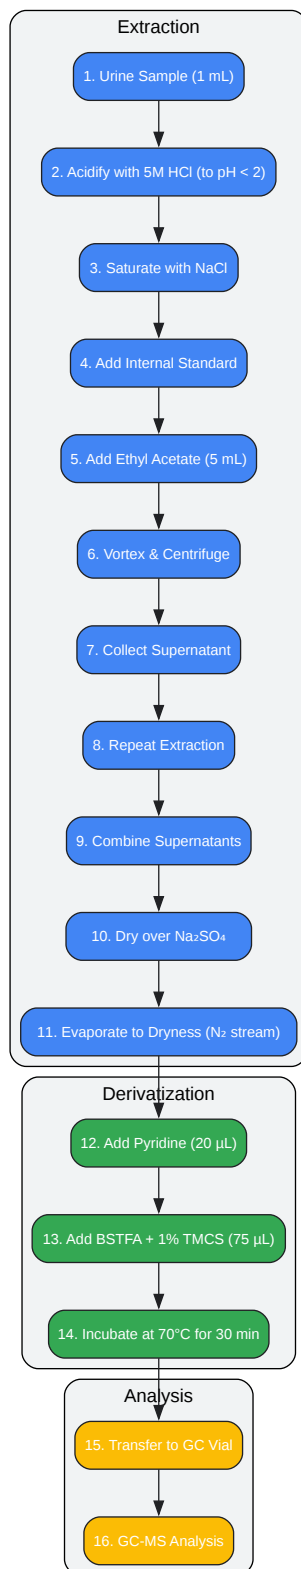 Extraction
1. Urine Sample (1 mL)
2. Acidify with 5M HCl (to pH < 2)
3. Saturate with NaCl
4. Add Internal Standard
5. Add Ethyl Acetate (5 mL)
6. Vortex & Centrifuge
7. Collect Supernatant
8. Repeat Extraction
9. Combine Supernatants
10. Dry over Na₂SO₄
11. Evaporate to Dryness (N₂ stream)
Derivatization
12. Add Pyridine (20 µL)
13. Add BSTFA + 1% TMCS (75 µL)
14. Incubate at 70°C for 30 min
Analysis
15. Transfer to GC Vial
16. GC-MS Analysis